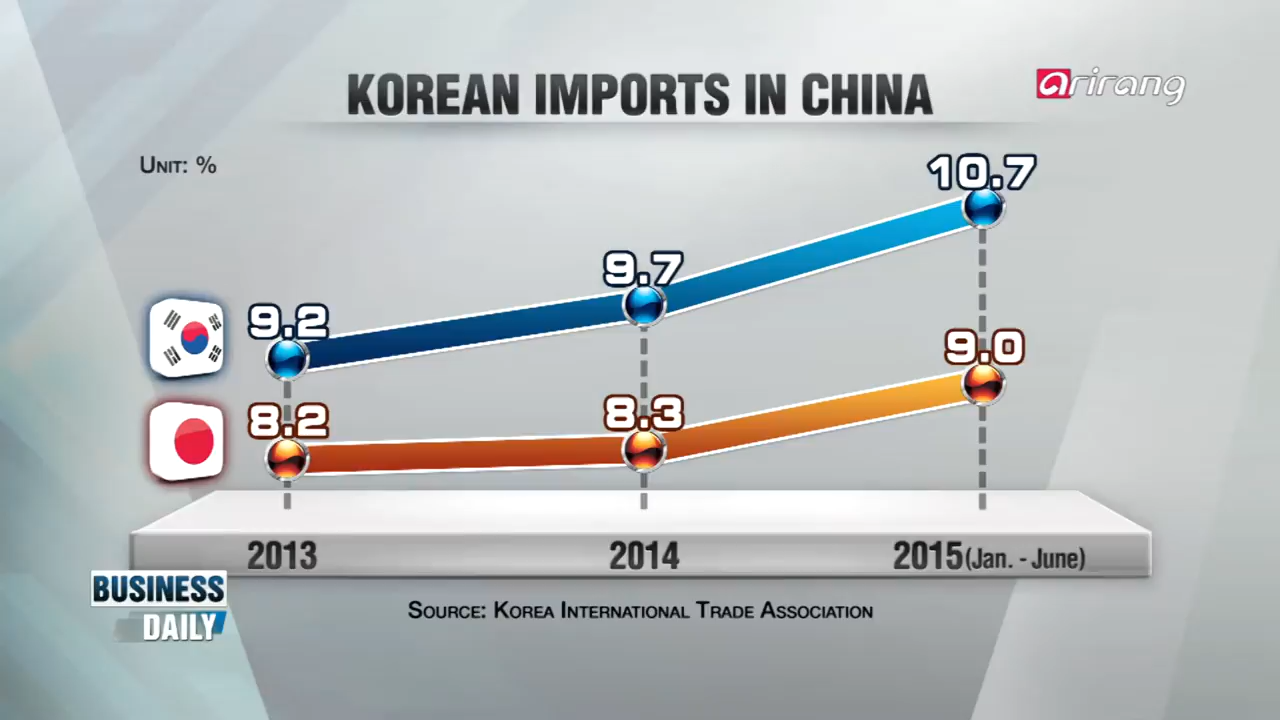 KOREAN IMPORTS IN CHINA
arirang
UNIT: %
10.7
9.7
9.2
9.0
8.2
8.3
2013
2014
2015(Jan. - June)
BUSINESS
DAILY
SOURCE: KOREA INTERNATIONAL TRADE ASSOCIATION